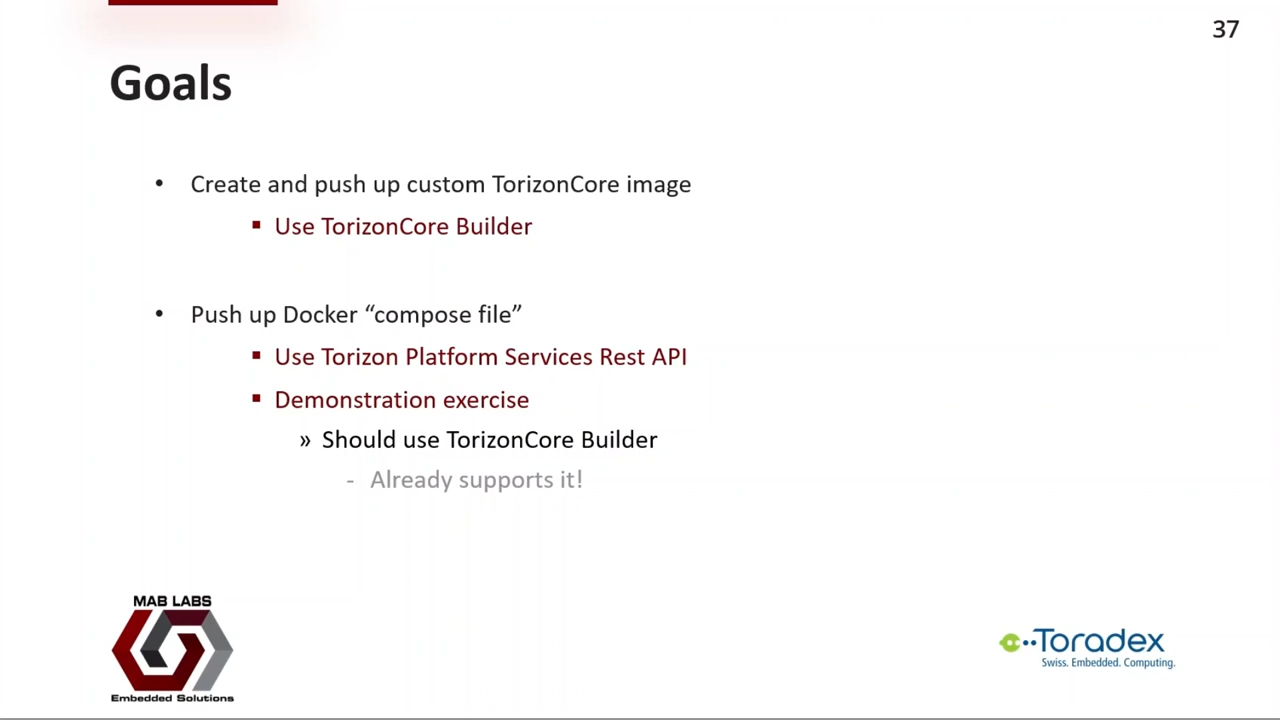 37
Goals
• Create and push up custom TorizonCore image
▪ Use TorizonCore Builder
• Push up Docker “compose file”
▪ Use Torizon Platform Services Rest API
▪ Demonstration exercise
» Should use TorizonCore Builder
- Already supports it!
MAB LABS
Embedded Solutions
Toradex
Swiss. Embedded. Computing.